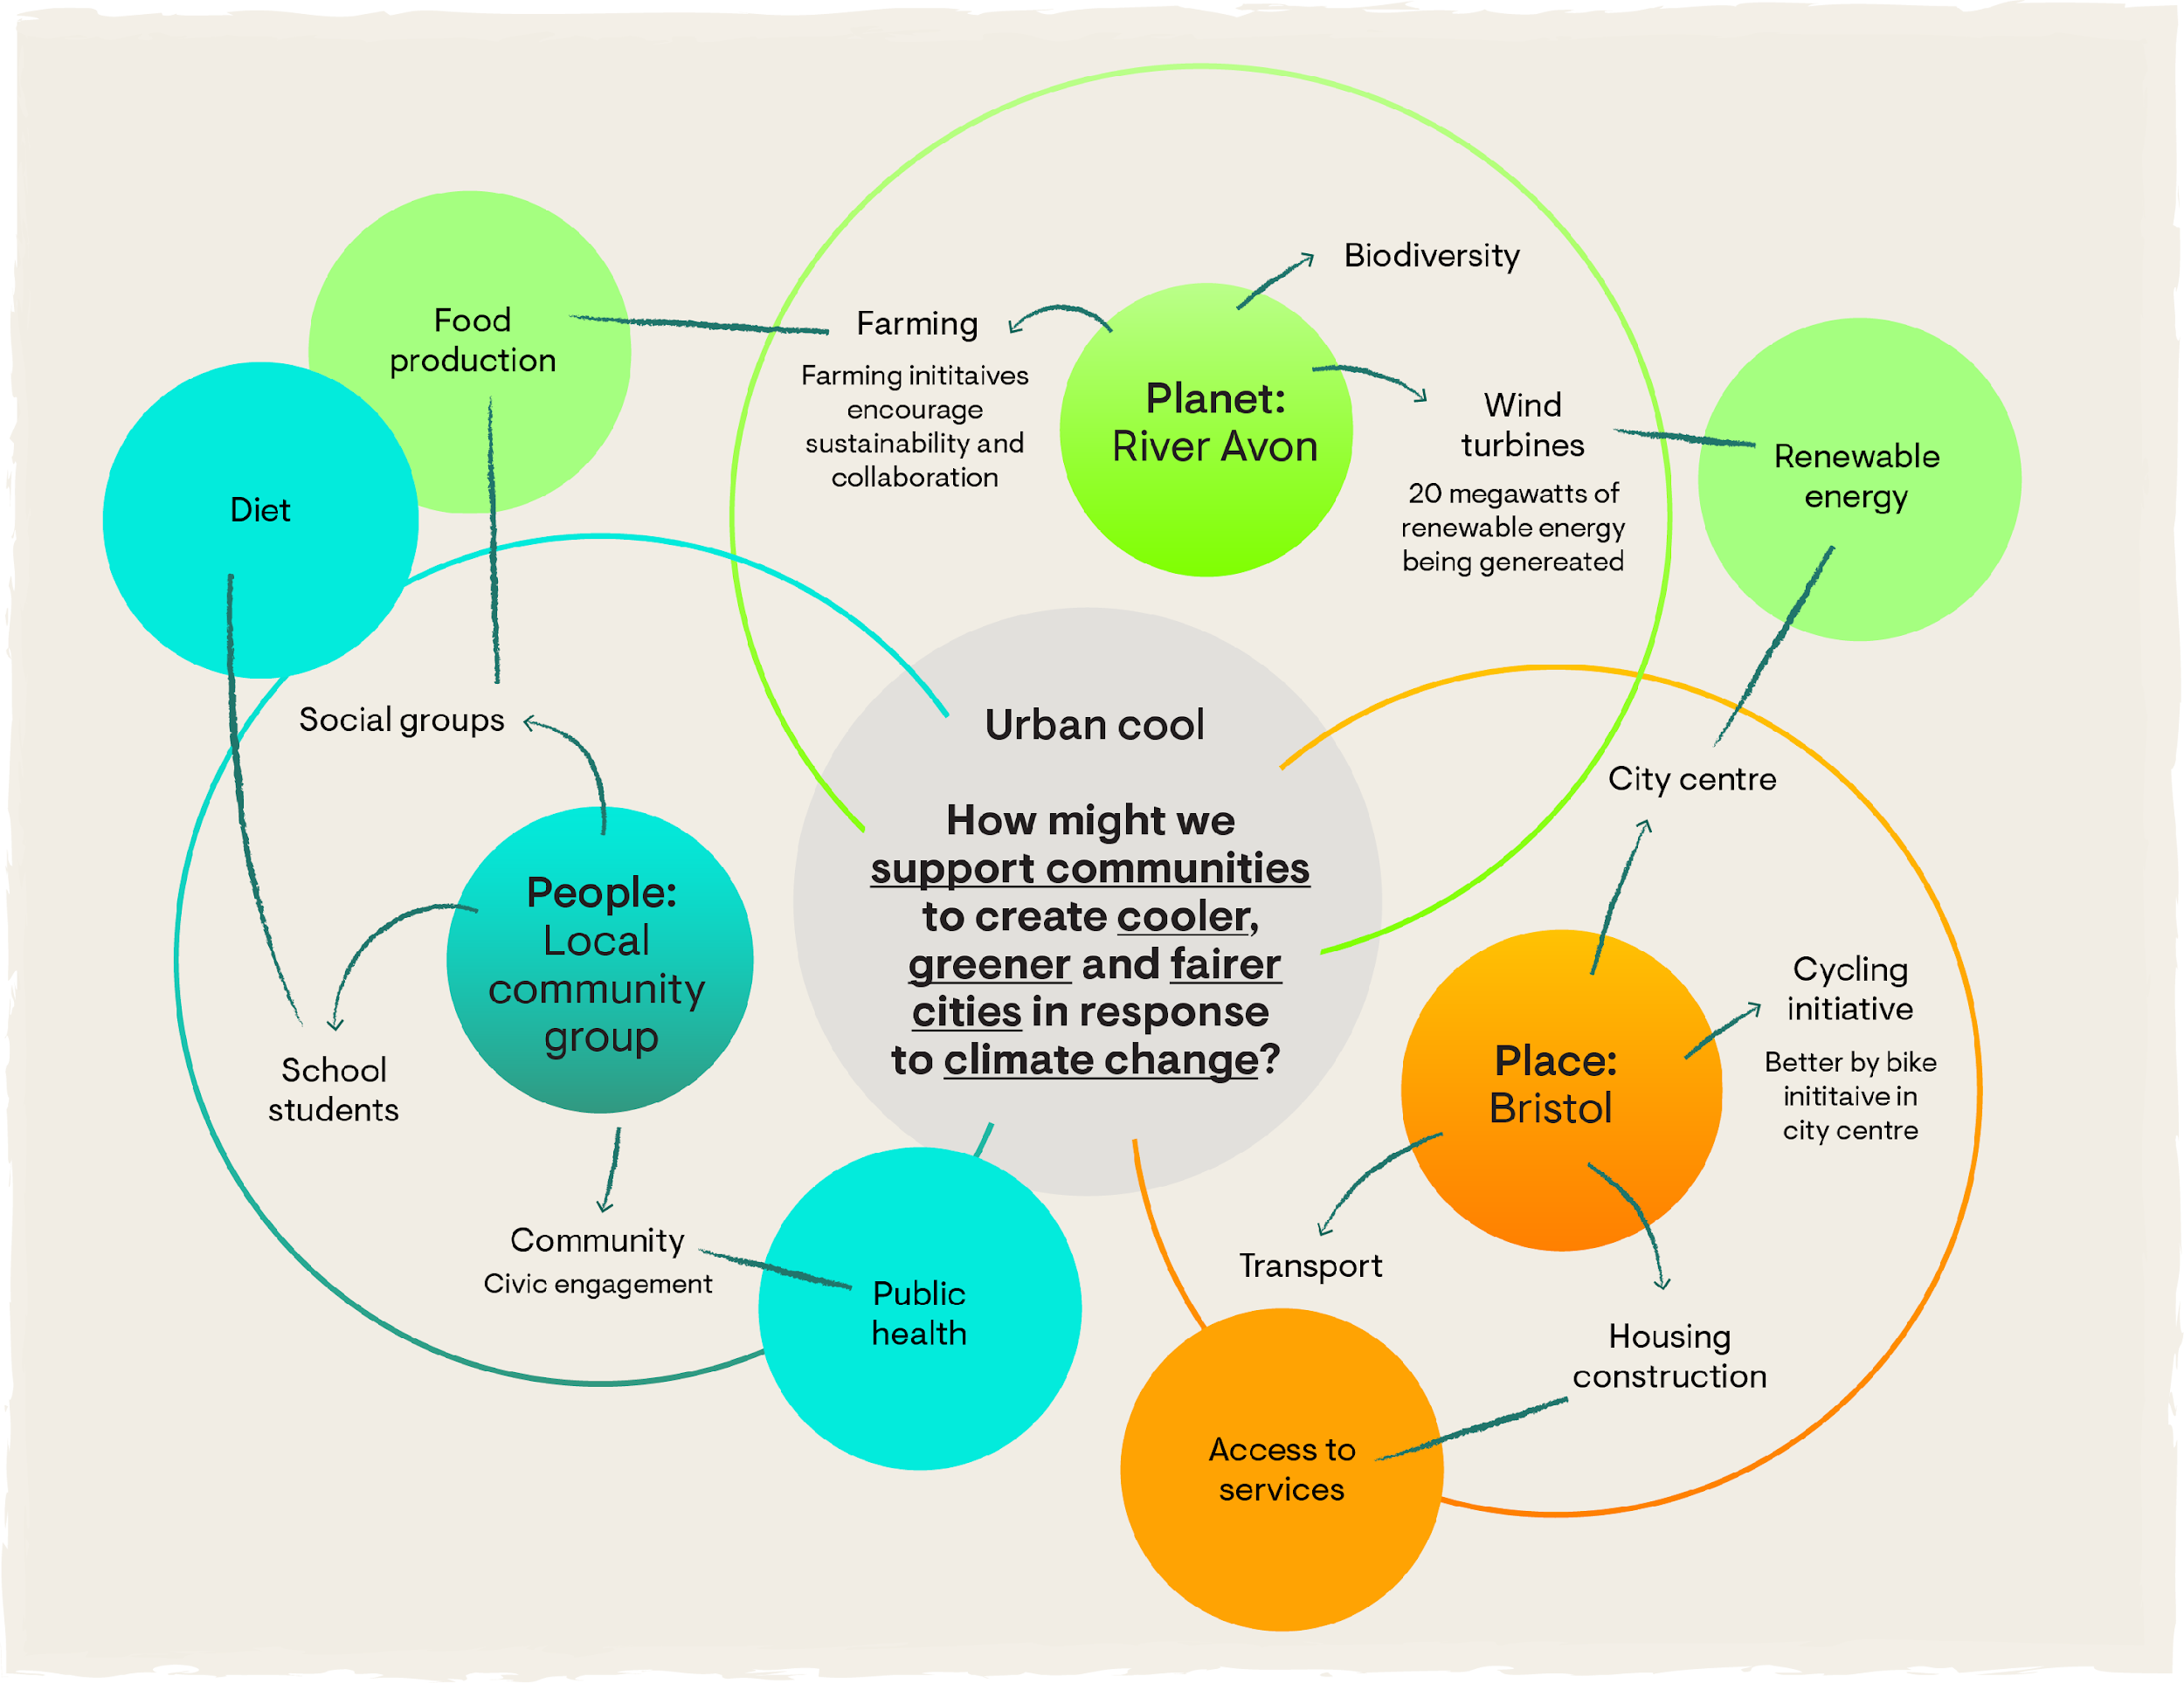 Biodiversity
Food
production
Farming
Farming inititaives
encourage
sustainability and
collaboration
Planet:
River Avon
Wind
turbines
20 megawatts of
renewable energy
being genereated
Renewable
energy
Diet
Social groups
Urban cool
How might we
support communities
to create cooler,
greener and fairer
cities in response
to climate change?
City centre
People:
Local
community
group
School
students
Community
Civic engagement
Public
health
Place:
Bristol
Cycling
initiative
Better by bike
inititaive in
city centre
Transport
Housing
construction
Access to
services